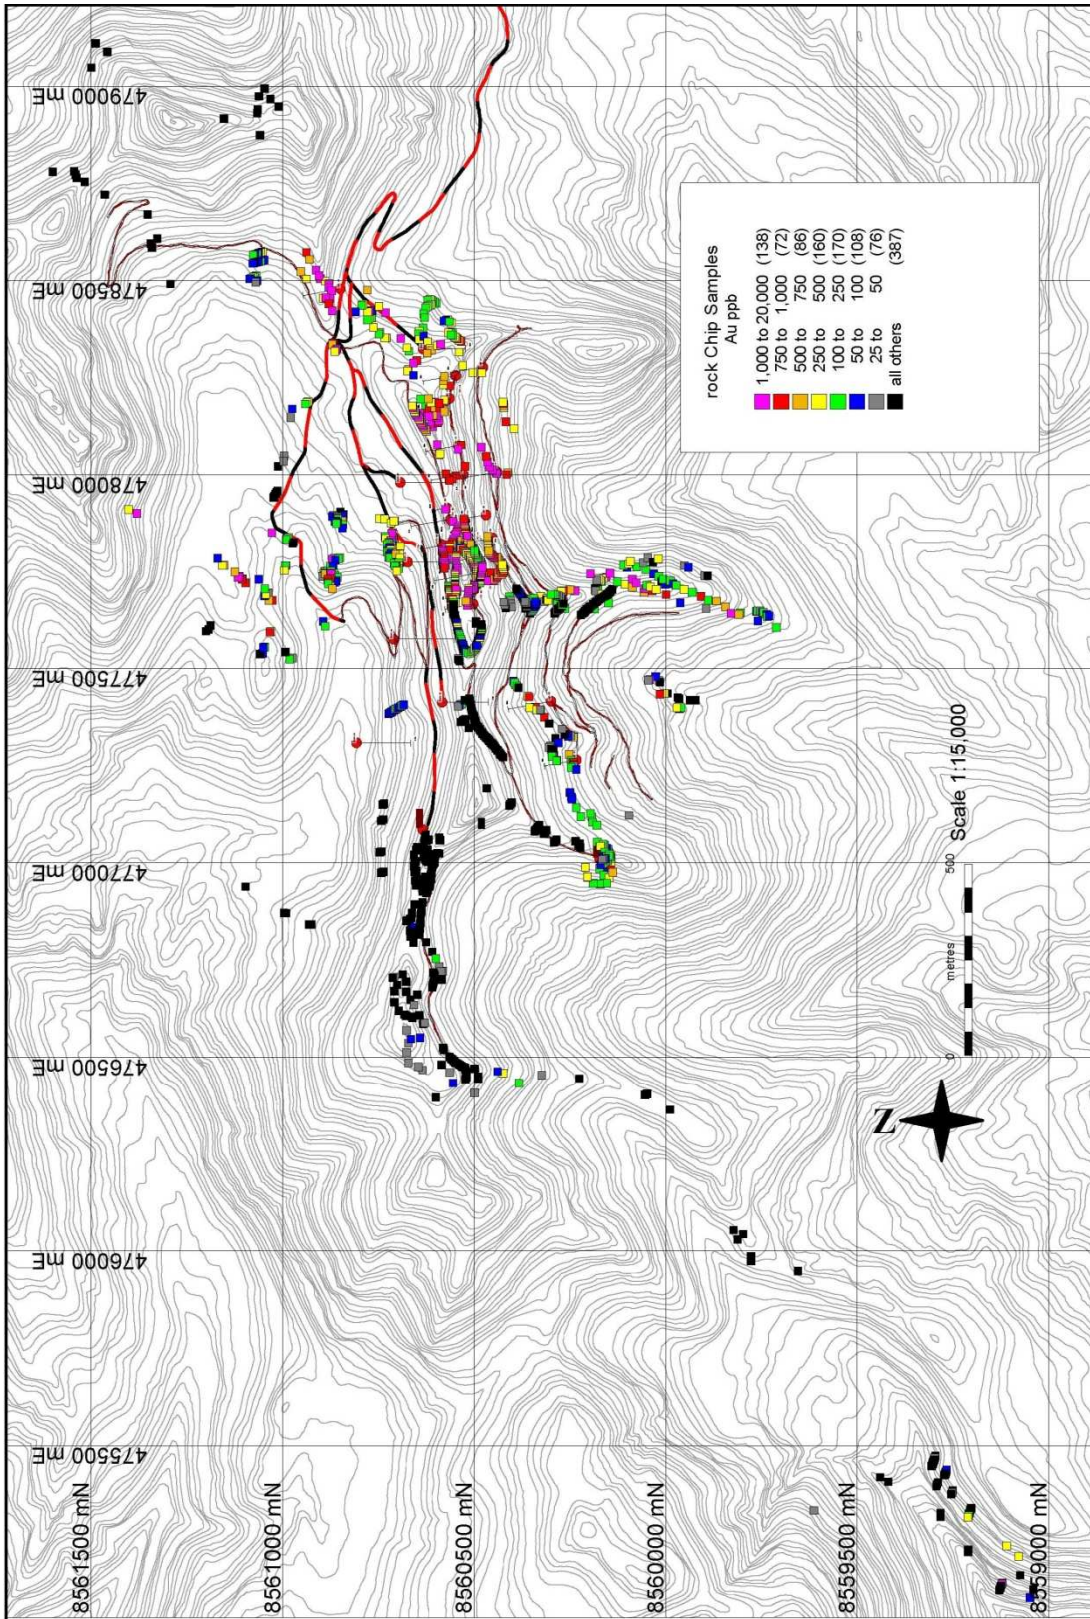 479000 mE
478500 mE
478000 mE
477500 mE
477000 mE
476500 mE
476000 mE
475500 mE
8561500 mN
8561000 mN
8560500 mN
8560000 mN
8559500 mN
8559000 mN
rock Chip Samples
Au ppb
1,000 to 20,000 (138)
750 to 1,000 (72)
500 to 750 (86)
250 to 500 (160)
100 to 250 (170)
50 to 100 (108)
25 to 50 (76)
all others (387)
N
0 500
metres
Scale 1:15,000